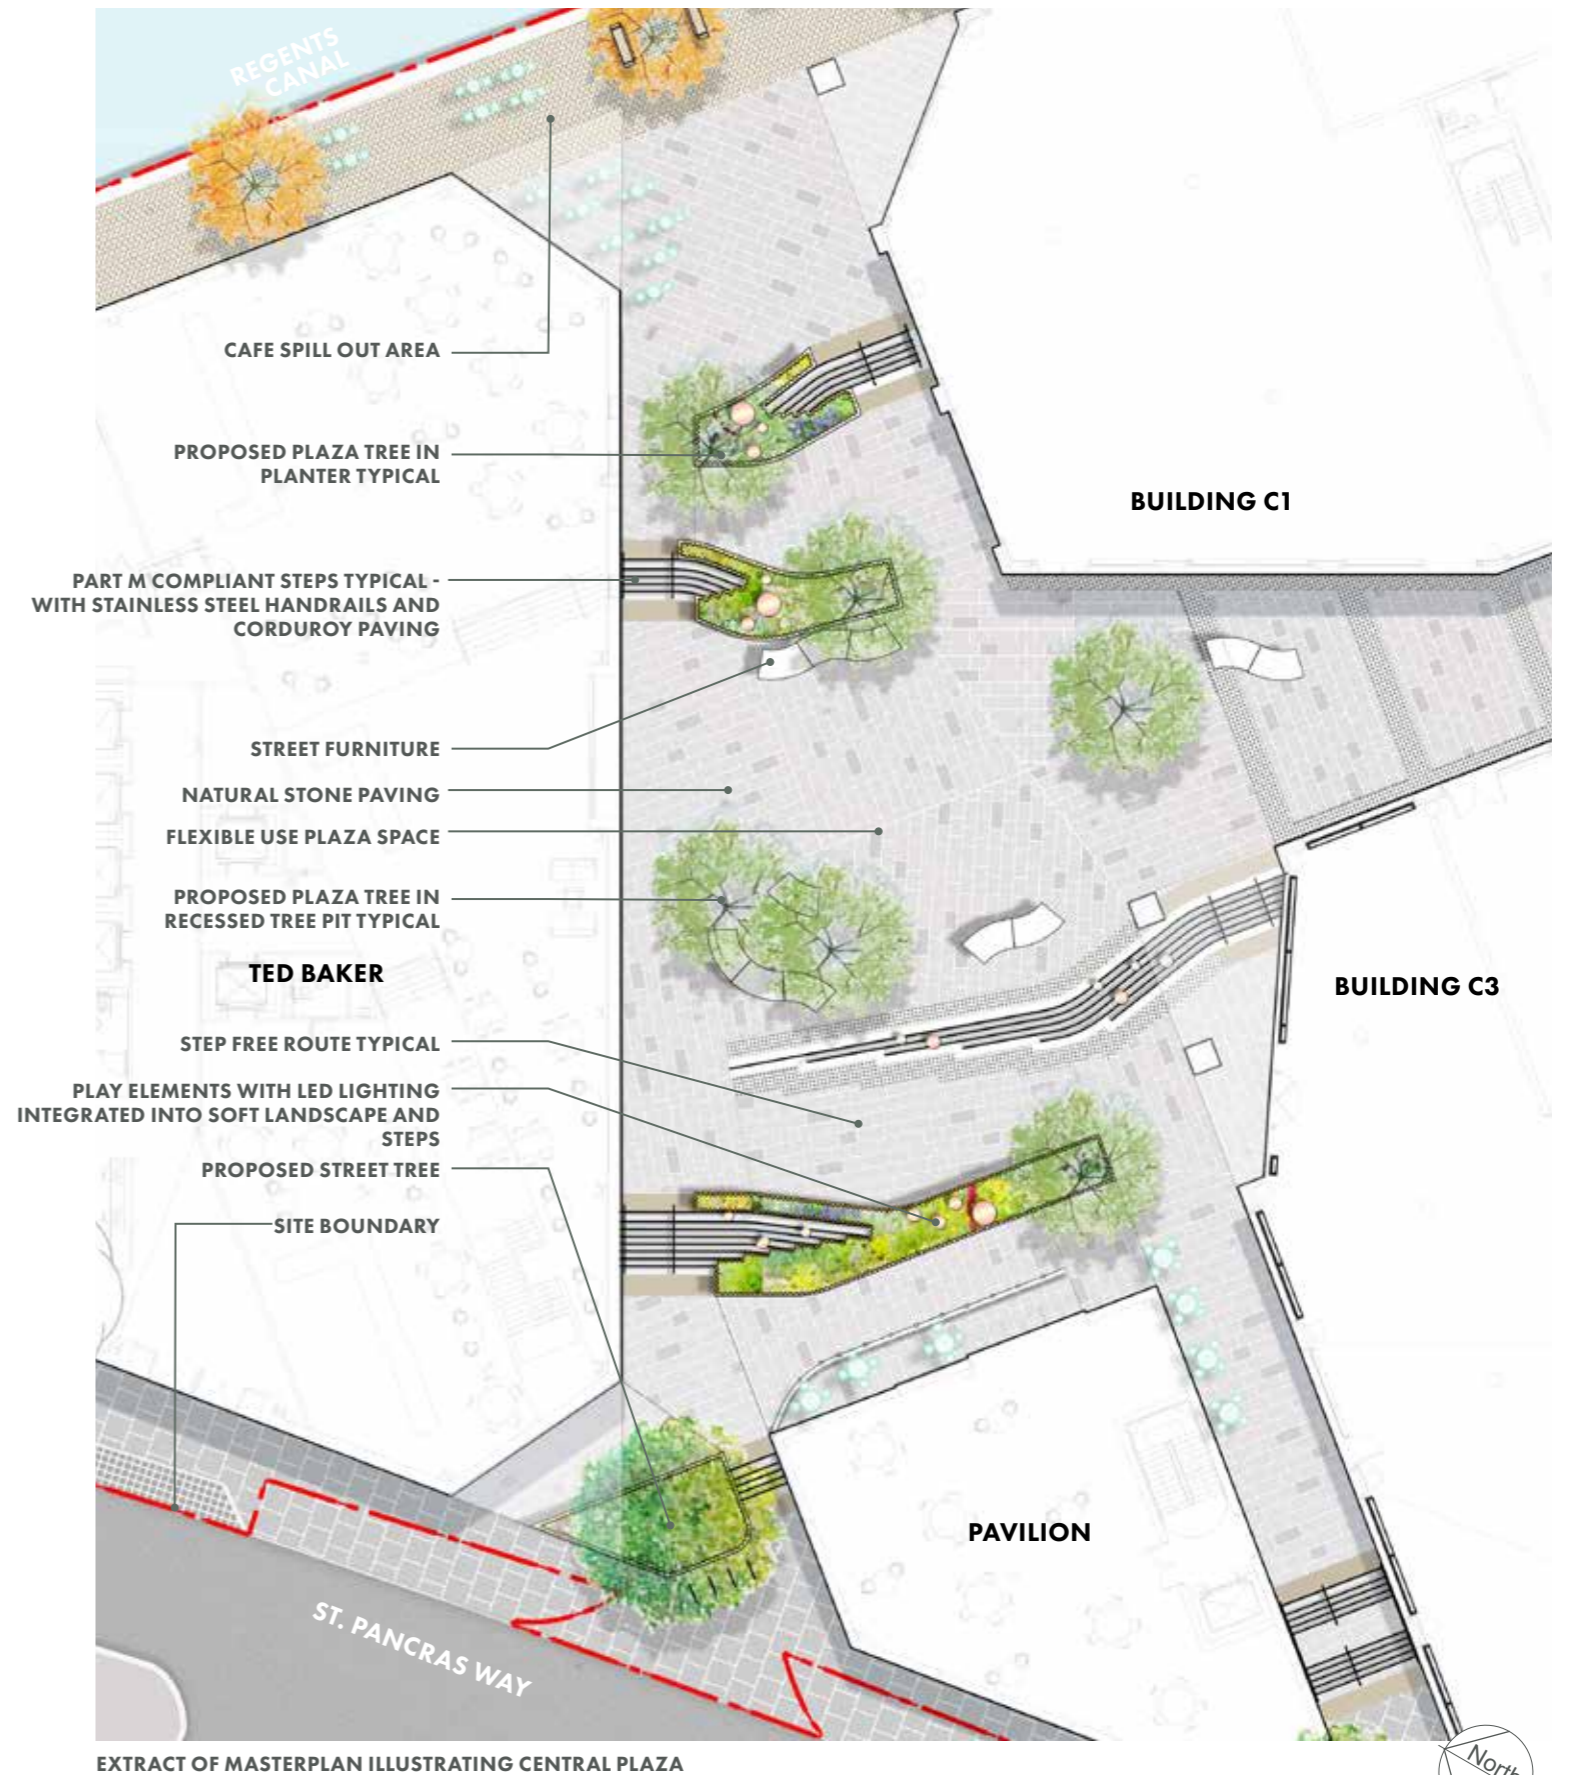 REGENTS
CANAL
CAFE SPILL OUT AREA
PROPOSED PLAZA TREE IN
PLANTER TYPICAL
BUILDING C1
PART M COMPLIANT STEPS TYPICAL -
WITH STAINLESS STEEL HANDRAILS AND
CORDUROY PAVING
STREET FURNITURE
NATURAL STONE PAVING
FLEXIBLE USE PLAZA SPACE
PROPOSED PLAZA TREE IN
RECESSED TREE PIT TYPICAL
TED BAKER
BUILDING C3
STEP FREE ROUTE TYPICAL
PLAY ELEMENTS WITH LED LIGHTING
INTEGRATED INTO SOFT LANDSCAPE AND
STEPS
PROPOSED STREET TREE
SITE BOUNDARY
PAVILION
ST. PANCRAS WAY
EXTRACT OF MASTERPLAN ILLUSTRATING CENTRAL PLAZA
North